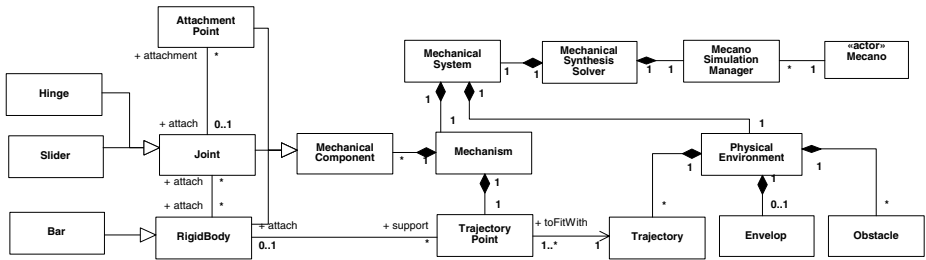 Attachment
Point
+ attachment
*
Hinge
Slider
+ attach
0..1
Joint
+ attach
*
+ attach
*
Bar
RigidBody
+ attach
0..1
Mechanical
Component
*
1
Mechanism
+ support
*
Mechanical
System
1
1
Mechanical
Synthesis
Solver
1
1
Mecano
Simulation
Manager
*
1
«actor»
Mecano
1
1
1
1
1
1
Trajectory
Point
+ toFitWith
1..*
1
Trajectory
*
Physical
Environment
1
1
1
0..1
Envelop
*
Obstacle